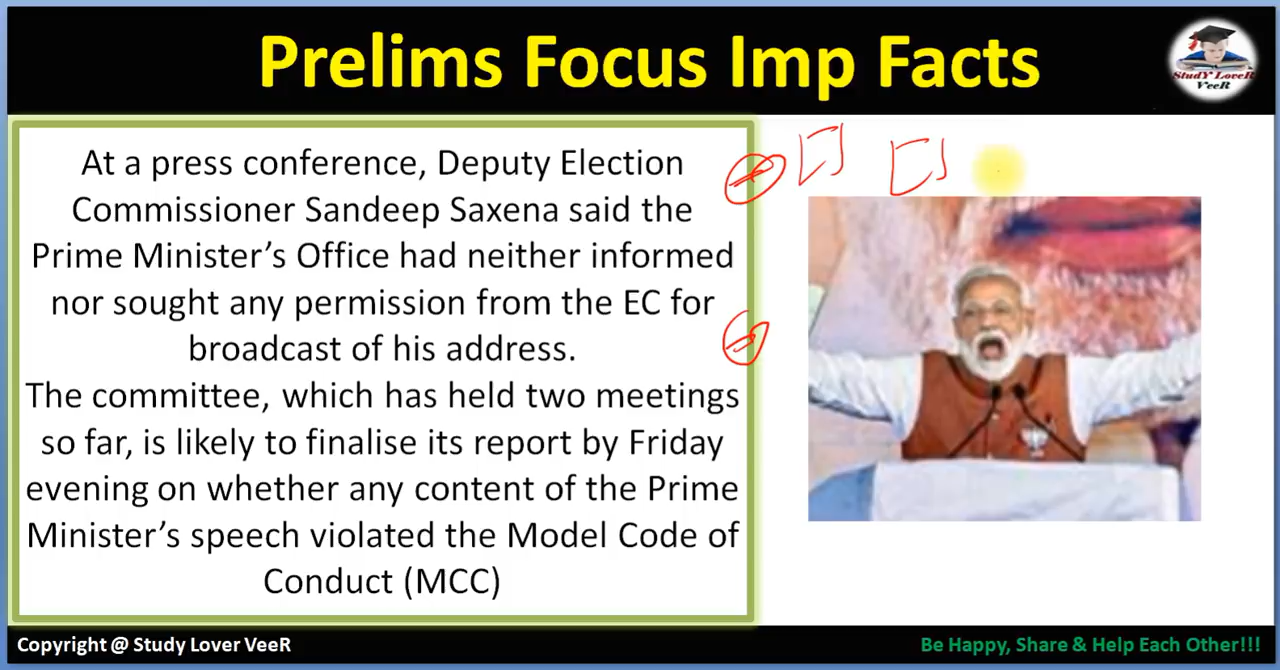 Prelims Focus Imp Facts
StudY LoveR
VeeR
At a press conference, Deputy Election
Commissioner Sandeep Saxena said the
Prime Minister’s Office had neither informed
nor sought any permission from the EC for
broadcast of his address.
The committee, which has held two meetings
so far, is likely to finalise its report by Friday
evening on whether any content of the Prime
Minister’s speech violated the Model Code of
Conduct (MCC)
Copyright @ Study Lover VeeR
Be Happy, Share & Help Each Other!!!